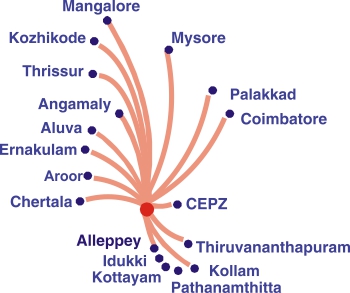 Mangalore
Kozhikode
Mysore
Thrissur
Palakkad
Angamaly
Coimbatore
Aluva
Ernakulam
Aroor
Chertala
CEPZ
Alleppey
Thiruvananthapuram
Idukki
Kollam
Kottayam
Pathanamthitta